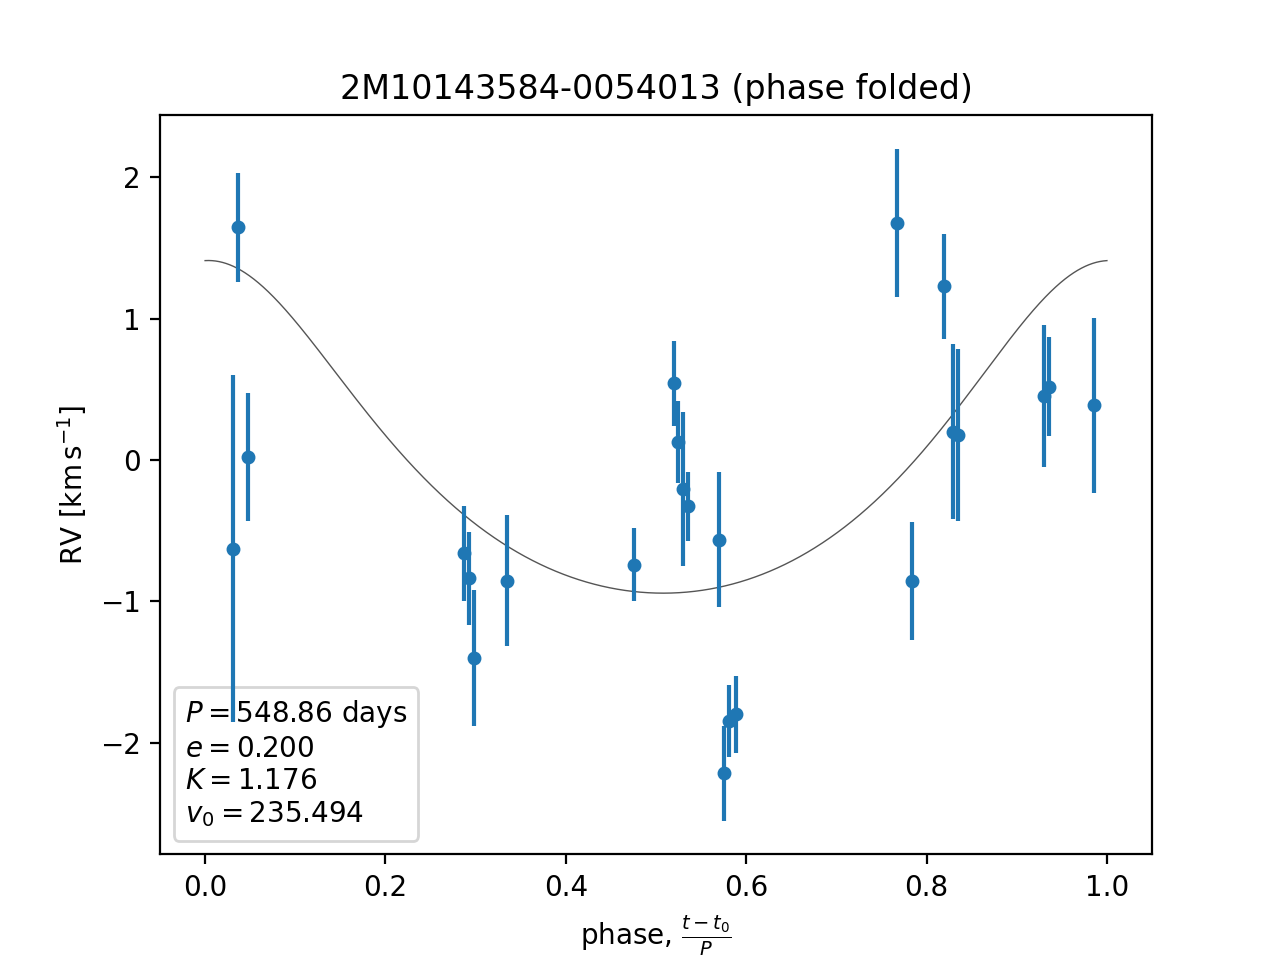 2M10143584-0054013 (phase folded)
RV [km s⁻¹]
2
1
0
−1
−2
P = 548.86 days
e = 0.200
K = 1.176
v₀ = 235.494
0.0 0.2 0.4 0.6 0.8 1.0
phase, (t − t₀)/P